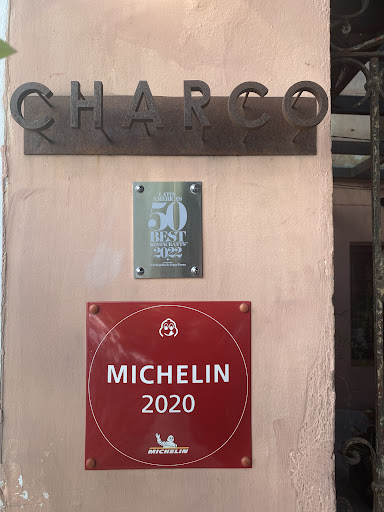 CHARCO
LATIN
AMERICA'S
50
BEST
RESTAURANTS
2022
MICHELIN
2020
MICHELIN